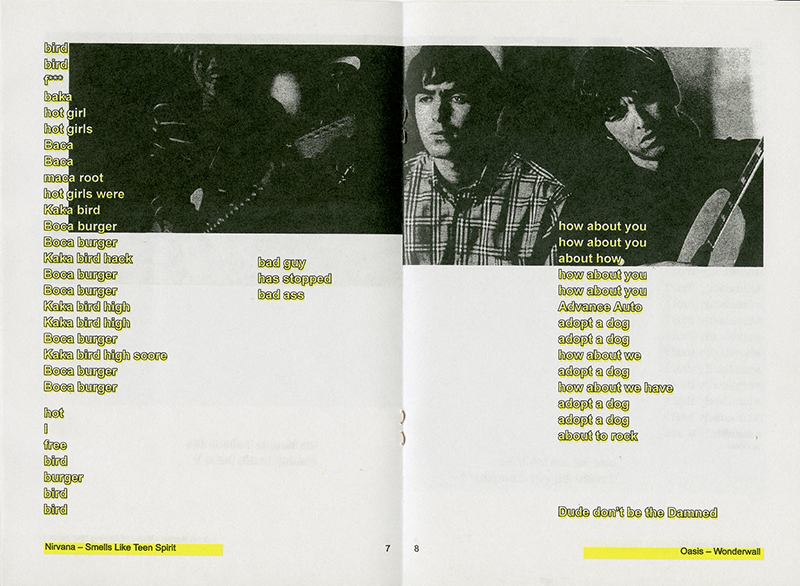 bird
bird
f***
baka
hot girl
hot girls
Baca
Baca
maca root
hot girls were
Kaka bird
Boca burger
Boca burger
Kaka bird hack
Boca burger
Boca burger
Kaka bird high
Kaka bird high
Boca burger
Kaka bird high score
Boca burger
Boca burger
hot
I
free
bird
burger
bird
bird
bad guy
has stopped
bad ass
Nirvana – Smells Like Teen Spirit
7
how about you
how about you
about how
how about you
how about you
Advance Auto
adopt a dog
adopt a dog
how about we
adopt a dog
how about we have
adopt a dog
adopt a dog
about to rock
Dude don't be the Damned
8
Oasis – Wonderwall